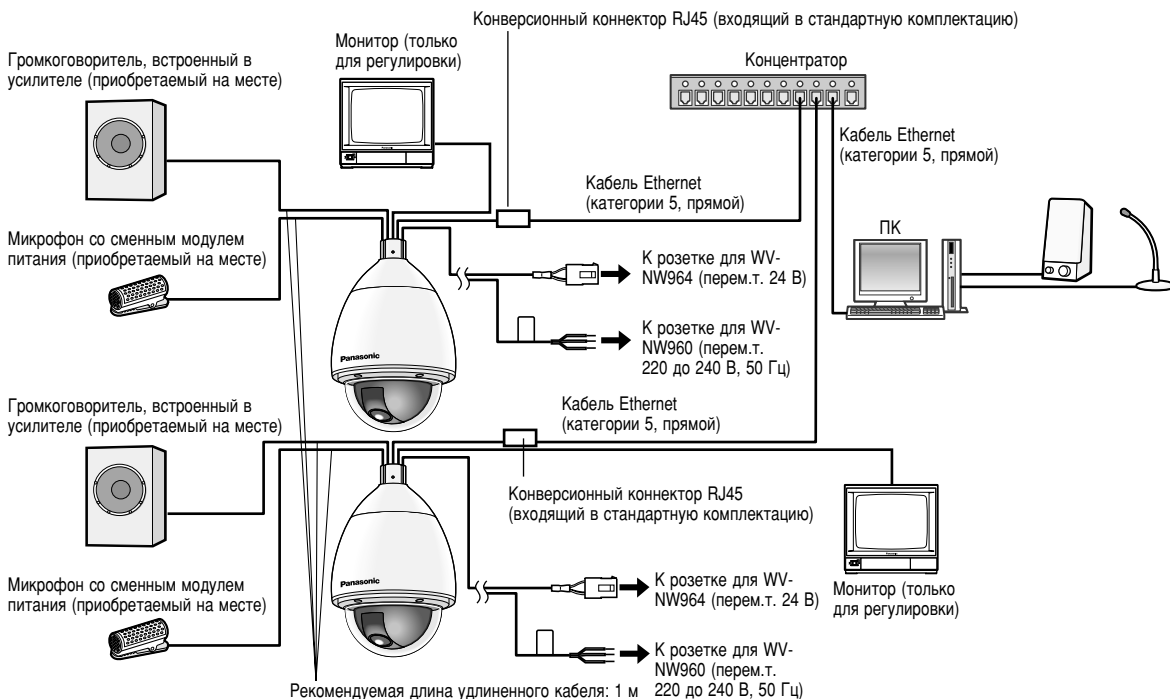 Конверсионный коннектор RJ45 (входящий в стандартную комплектацию)
Громкоговоритель, встроенный в
усилителе (приобретаемый на месте)
Монитор (только
для регулировки)
Концентратор
Кабель Ethernet
(категории 5, прямой)
Кабель Ethernet
(категории 5, прямой)
ПК
Микрофон со сменным модулем
питания (приобретаемый на месте)
К розетке для WV-
NW964 (перем.т. 24 В)
Panasonic
К розетке для WV-
NW960 (перем.т.
220 до 240 В, 50 Гц)
Громкоговоритель, встроенный в
усилителе (приобретаемый на месте)
Кабель Ethernet
(категории 5, прямой)
Конверсионный коннектор RJ45
(входящий в стандартную комплектацию)
Микрофон со сменным модулем
питания (приобретаемый на месте)
Panasonic
К розетке для WV-
NW964 (перем.т. 24 В)
Монитор (только
для регулировки)
К розетке для WV-
NW960 (перем.т.
220 до 240 В, 50 Гц)
Рекомендуемая длина удлиненного кабеля: 1 м